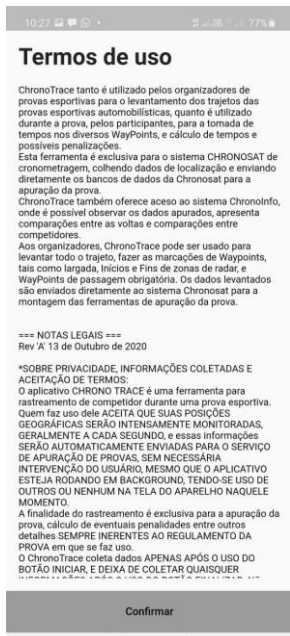 10:27
77%
Termos de uso
ChronoTrace tanto é utilizado pelos organizadores de
provas esportivas para o levantamento dos trajetos das
provas esportivas automobilísticas, quanto é utilizado
durante a prova, pelos participantes, para a tomada de
tempos nos diversos WayPoints, e cálculo de tempos e
possíveis penalizações.
Esta ferramenta é exclusiva para o sistema CHRONOSAT de
cronometragem, colhendo dados de localização e enviando
diretamente os bancos de dados da Chronosat para a
apuração da prova.
ChronoTrace também oferece aceso ao sistema ChronoInfo,
onde é possível observar os dados apurados, apresenta
comparações entre as voltas e comparações entre
competidores.
Aos organizadores, ChronoTrace pode ser usado para
levantar todo o trajeto, fazer as marcações de Waypoints,
tais como largada, Inícios e Fins de zonas de radar, e
WayPoints de passagem obrigatória. Os dados levantados
são enviados diretamente ao sistema Chronosat para a
montagem das ferramentas de apuração da prova.
=== NOTAS LEGAIS ===
Rev 'A' 13 de Outubro de 2020
*SOBRE PRIVACIDADE, INFORMAÇÕES COLETADAS E
ACEITAÇÃO DE TERMOS:
O aplicativo CHRONO TRACE é uma ferramenta para
rastreamento de competidor durante uma prova esportiva.
Quem faz uso dele ACEITA QUE SUAS POSIÇÕES
GEOGRÁFICAS SERÃO INTENSAMENTE MONITORADAS,
GERALMENTE A CADA SEGUNDO, e essas informações
SERÃO AUTOMATICAMENTE ENVIADAS PARA O SERVIÇO
DE APURAÇÃO DE PROVAS, SEM NECESSÁRIA
INTERVENÇÃO DO USUÁRIO, MESMO QUE O APLICATIVO
ESTEJA RODANDO EM BACKGROUND, TENDO-SE USO DE
OUTROS OU NENHUM NA TELA DO APARELHO NAQUELE
MOMENTO.
A finalidade do rastreamento é exclusiva para a apuração da
prova, cálculo de eventuais penalidades entre outros
detalhes SEMPRE INERENTES AO REGULAMENTO DA
PROVA em que se faz uso.
O ChronoTrace coleta dados APENAS APÓS O USO DO
BOTÃO INICIAR, E DEIXA DE COLETAR QUAISQUER
Confirmar